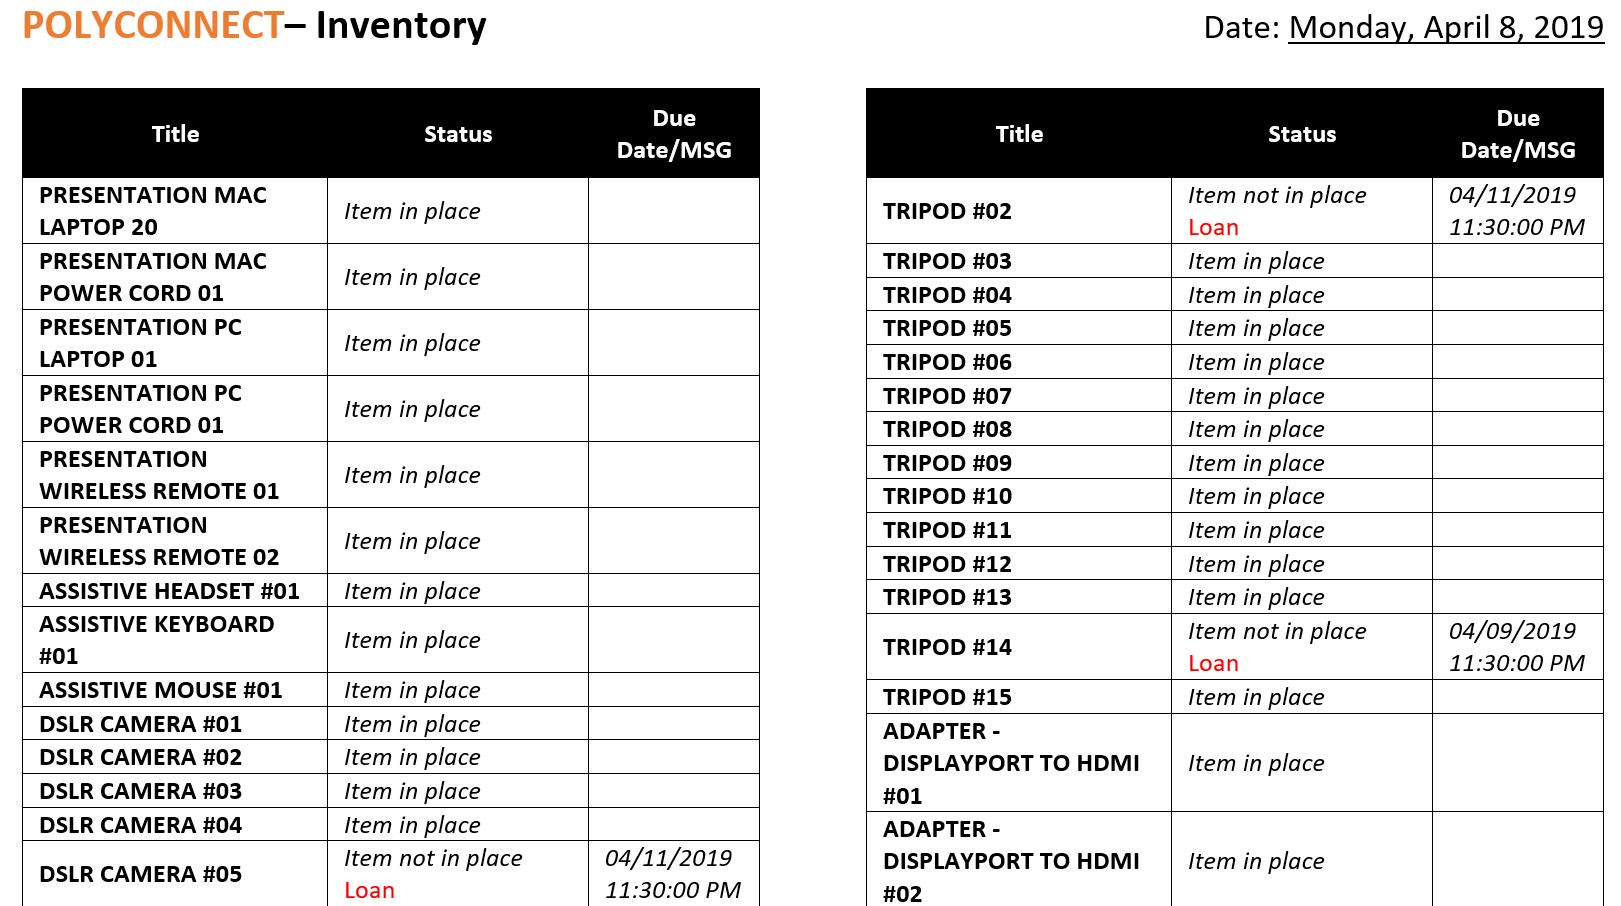 POLYCONNECT– Inventory
Date: Monday, April 8, 2019
Title Status Due
Date/MSG
PRESENTATION MAC
LAPTOP 20
Item in place
PRESENTATION MAC
POWER CORD 01
Item in place
PRESENTATION PC
LAPTOP 01
Item in place
PRESENTATION PC
POWER CORD 01
Item in place
PRESENTATION
WIRELESS REMOTE 01
Item in place
PRESENTATION
WIRELESS REMOTE 02
Item in place
ASSISTIVE HEADSET #01 Item in place
ASSISTIVE KEYBOARD
#01
Item in place
ASSISTIVE MOUSE #01 Item in place
DSLR CAMERA #01 Item in place
DSLR CAMERA #02 Item in place
DSLR CAMERA #03 Item in place
DSLR CAMERA #04 Item in place
DSLR CAMERA #05
Item not in place
Loan
04/11/2019
11:30:00 PM
Title Status Due
Date/MSG
TRIPOD #02
Item not in place
Loan
04/11/2019
11:30:00 PM
TRIPOD #03 Item in place
TRIPOD #04 Item in place
TRIPOD #05 Item in place
TRIPOD #06 Item in place
TRIPOD #07 Item in place
TRIPOD #08 Item in place
TRIPOD #09 Item in place
TRIPOD #10 Item in place
TRIPOD #11 Item in place
TRIPOD #12 Item in place
TRIPOD #13 Item in place
TRIPOD #14
Item not in place
Loan
04/09/2019
11:30:00 PM
TRIPOD #15 Item in place
ADAPTER -
DISPLAYPORT TO HDMI
#01
Item in place
ADAPTER -
DISPLAYPORT TO HDMI
#02
Item in place